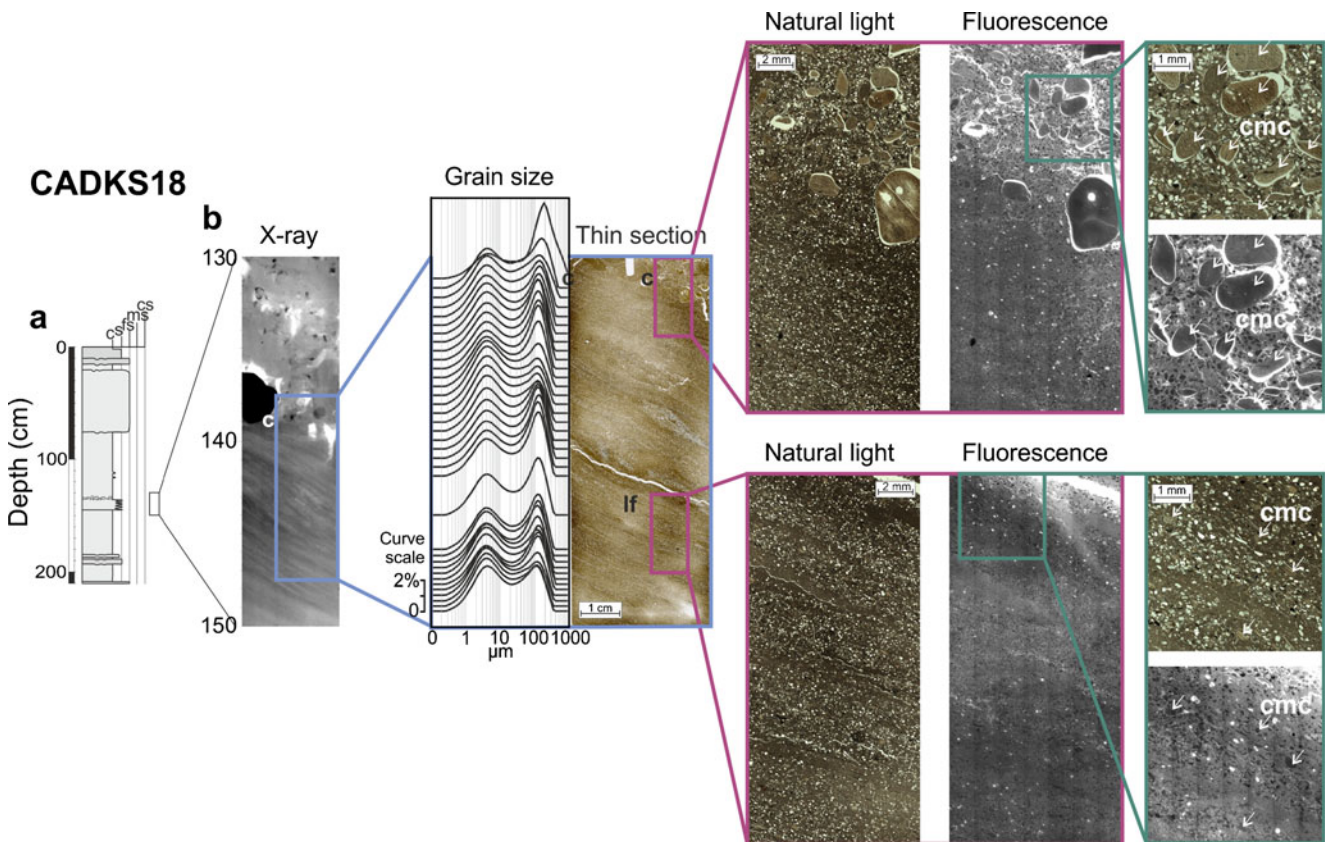 CADKS18
a
cs
fs
ms
cs
Depth (cm)
0
100
200
b
X-ray
130
140
150
c
Grain size
Curve
scale
2%
0
0 1 10 100 1000
µm
Thin section
c
c
lf
1 cm
Natural light
Fluorescence
2 mm
1 mm
cmc
cmc
Natural light
Fluorescence
2 mm
1 mm
cmc
cmc